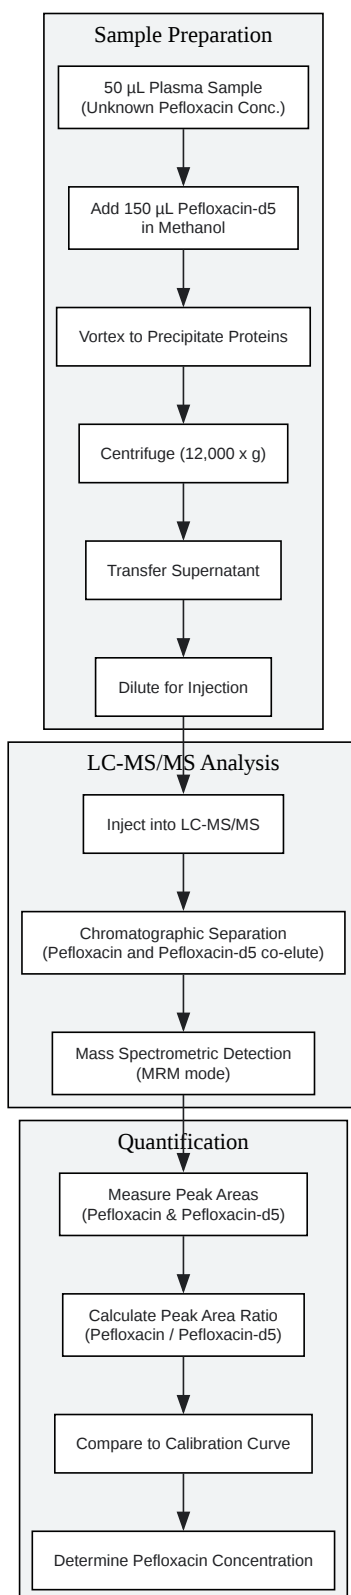 Sample Preparation
50 µL Plasma Sample
(Unknown Pefloxacin Conc.)
Add 150 µL Pefloxacin-d5
in Methanol
Vortex to Precipitate Proteins
Centrifuge (12,000 x g)
Transfer Supernatant
Dilute for Injection
LC-MS/MS Analysis
Inject into LC-MS/MS
Chromatographic Separation
(Pefloxacin and Pefloxacin-d5 co-elute)
Mass Spectrometric Detection
(MRM mode)
Quantification
Measure Peak Areas
(Pefloxacin & Pefloxacin-d5)
Calculate Peak Area Ratio
(Pefloxacin / Pefloxacin-d5)
Compare to Calibration Curve
Determine Pefloxacin Concentration